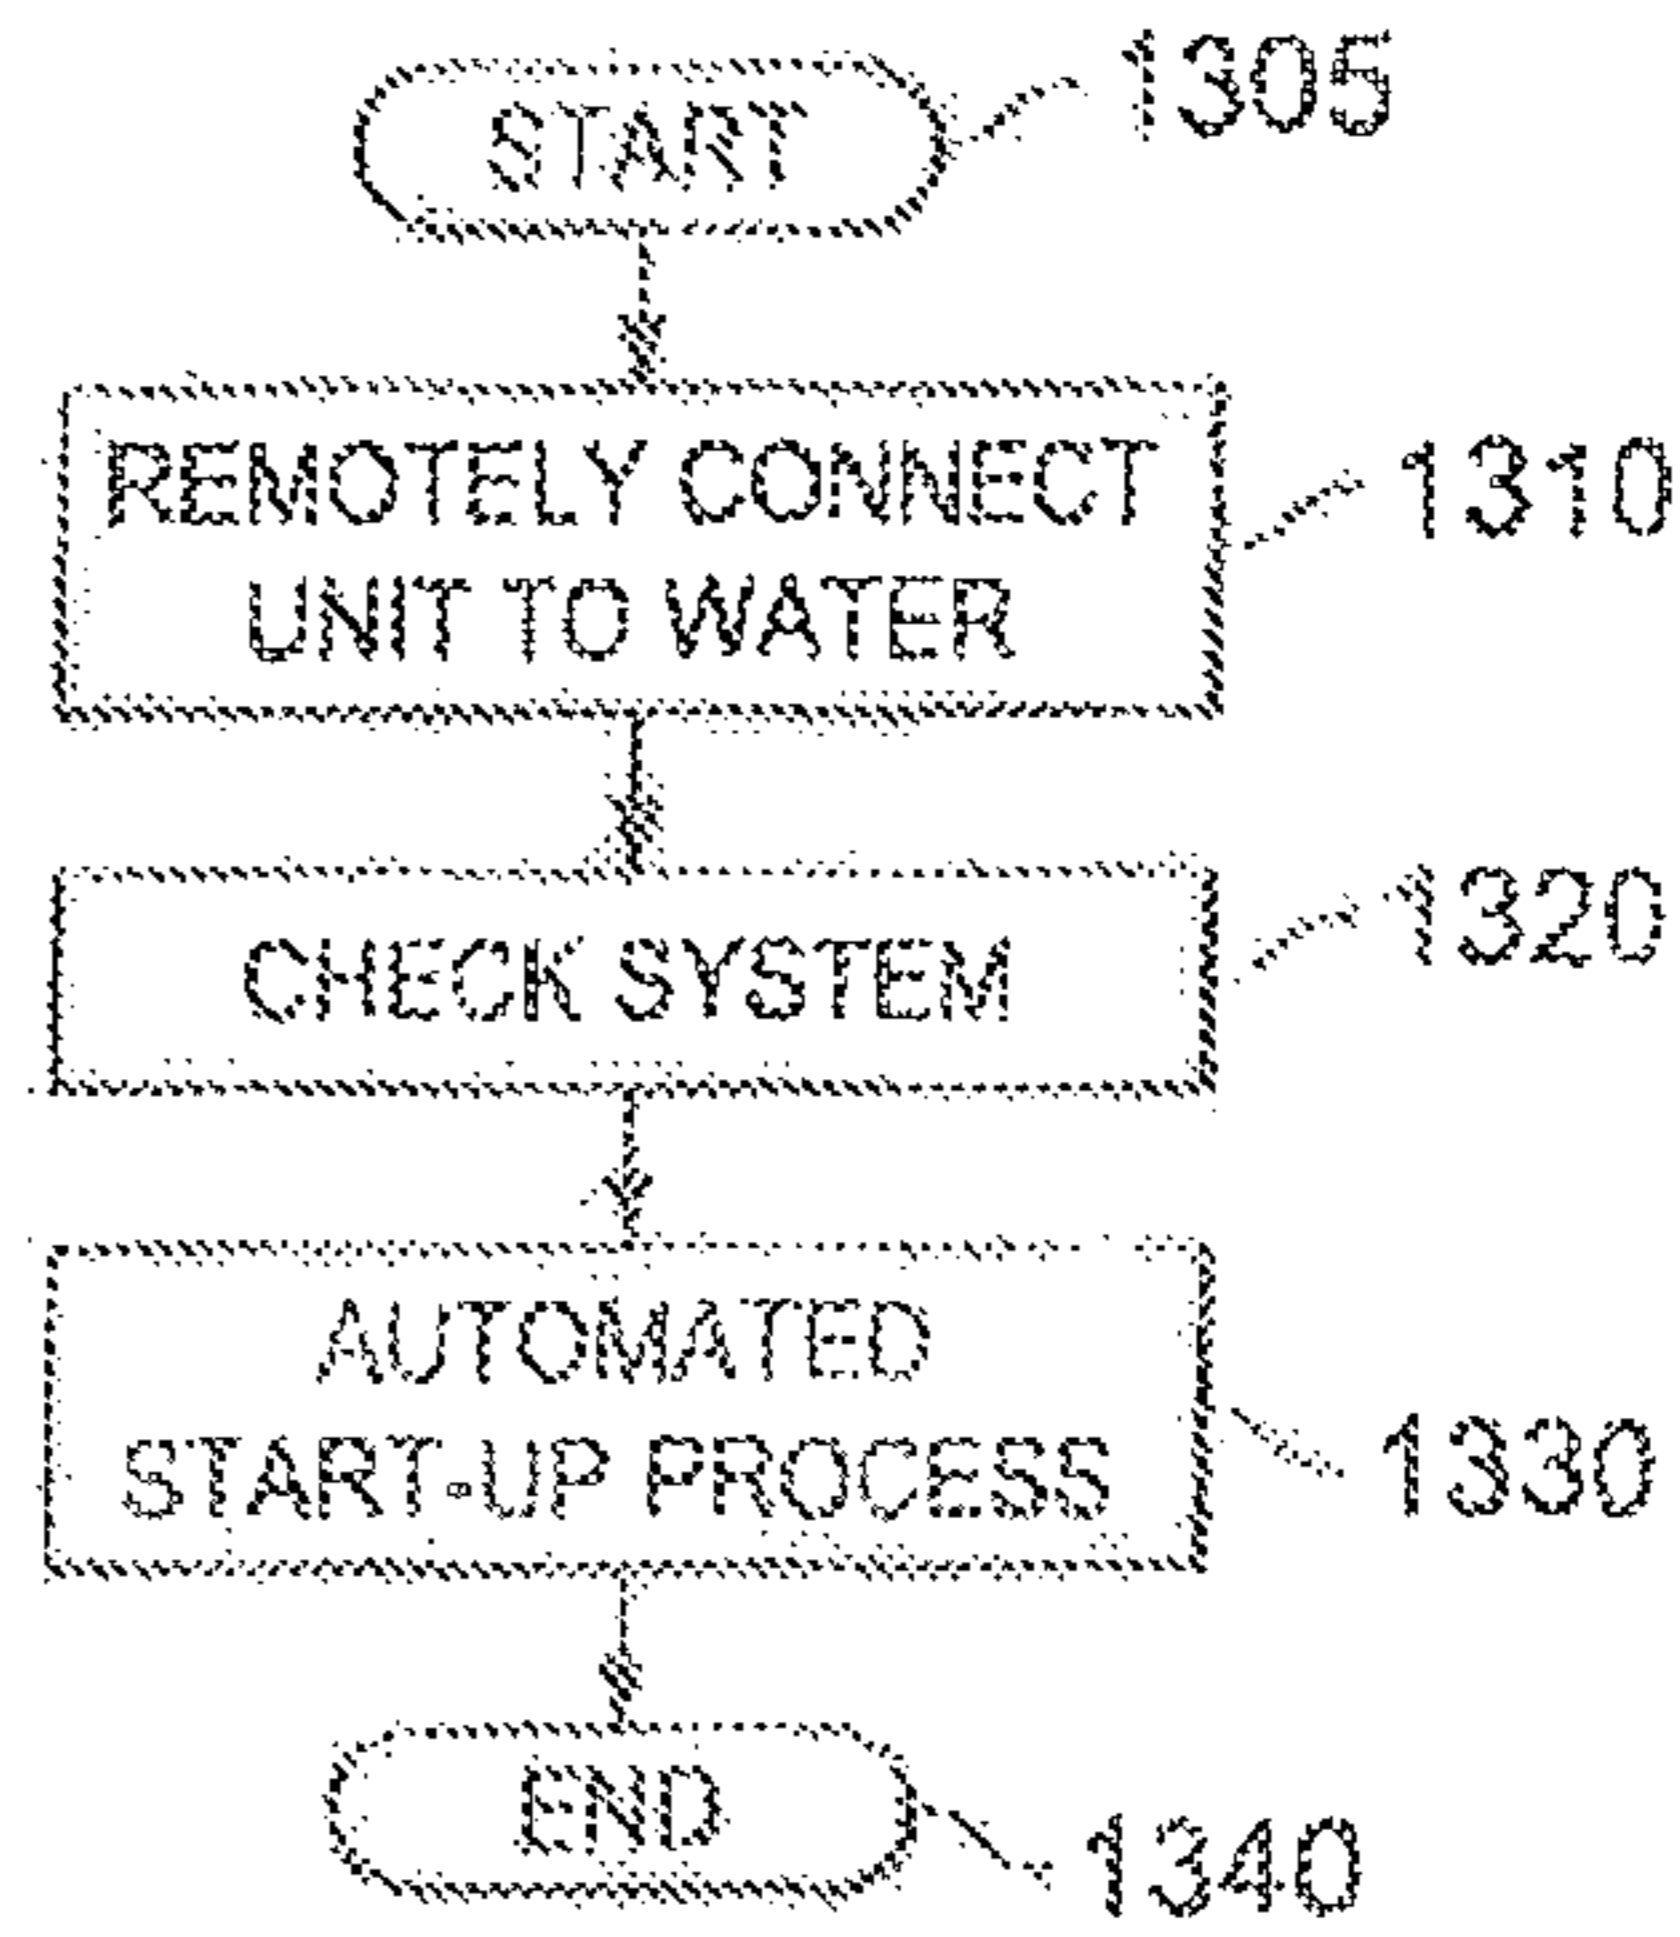 START
1305
REMOTELY CONNECT
UNIT TO WATER
1310
CHECK SYSTEM
1320
AUTOMATED
START-UP PROCESS
1330
END
1340